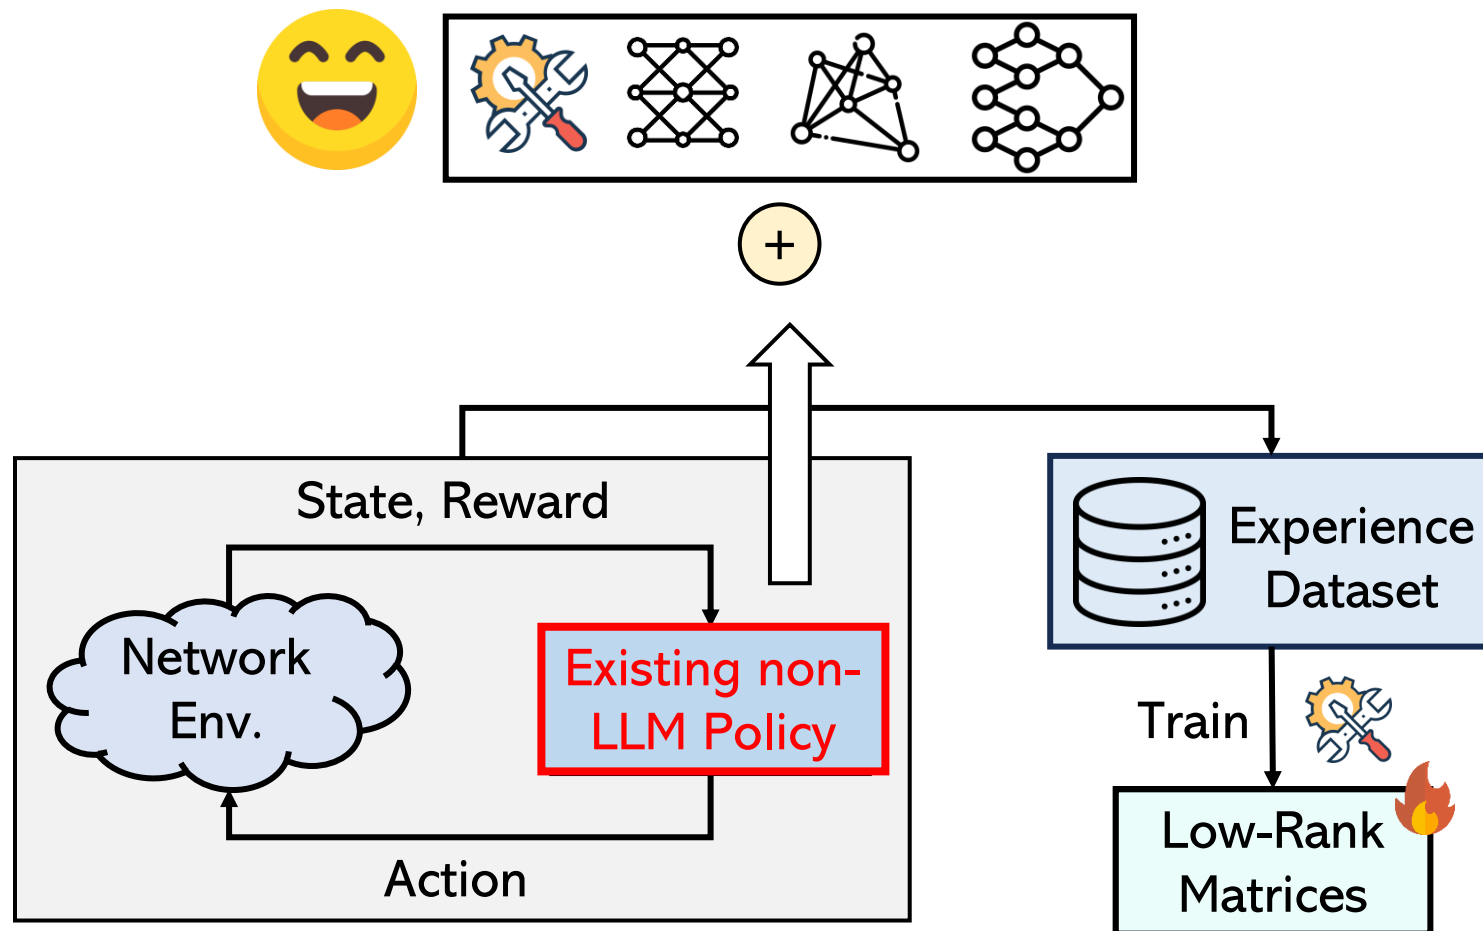 +
State, Reward
Network
Env.
Existing non-
LLM Policy
Action
Experience
Dataset
Train
Low-Rank
Matrices